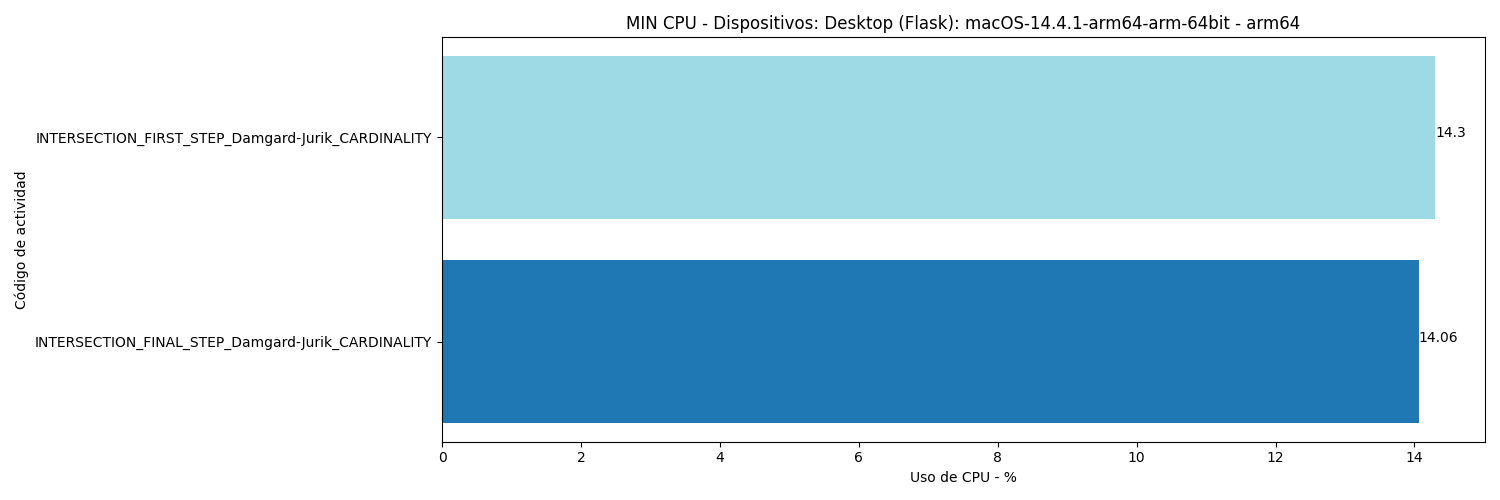 MIN CPU - Dispositivos: Desktop (Flask): macOS-14.4.1-arm64-arm-64bit - arm64
Código de actividad
INTERSECTION_FIRST_STEP_Damgard-Jurik_CARDINALITY
14.3
INTERSECTION_FINAL_STEP_Damgard-Jurik_CARDINALITY
14.06
0 2 4 6 8 10 12 14
Uso de CPU - %